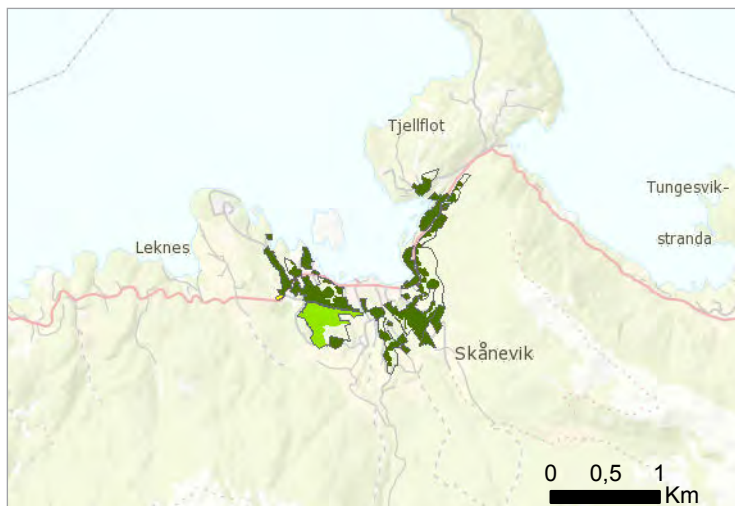 Tjellflot
Tungesvik-
stranda
Leknes
Skånevik
0 0,5 1
Km